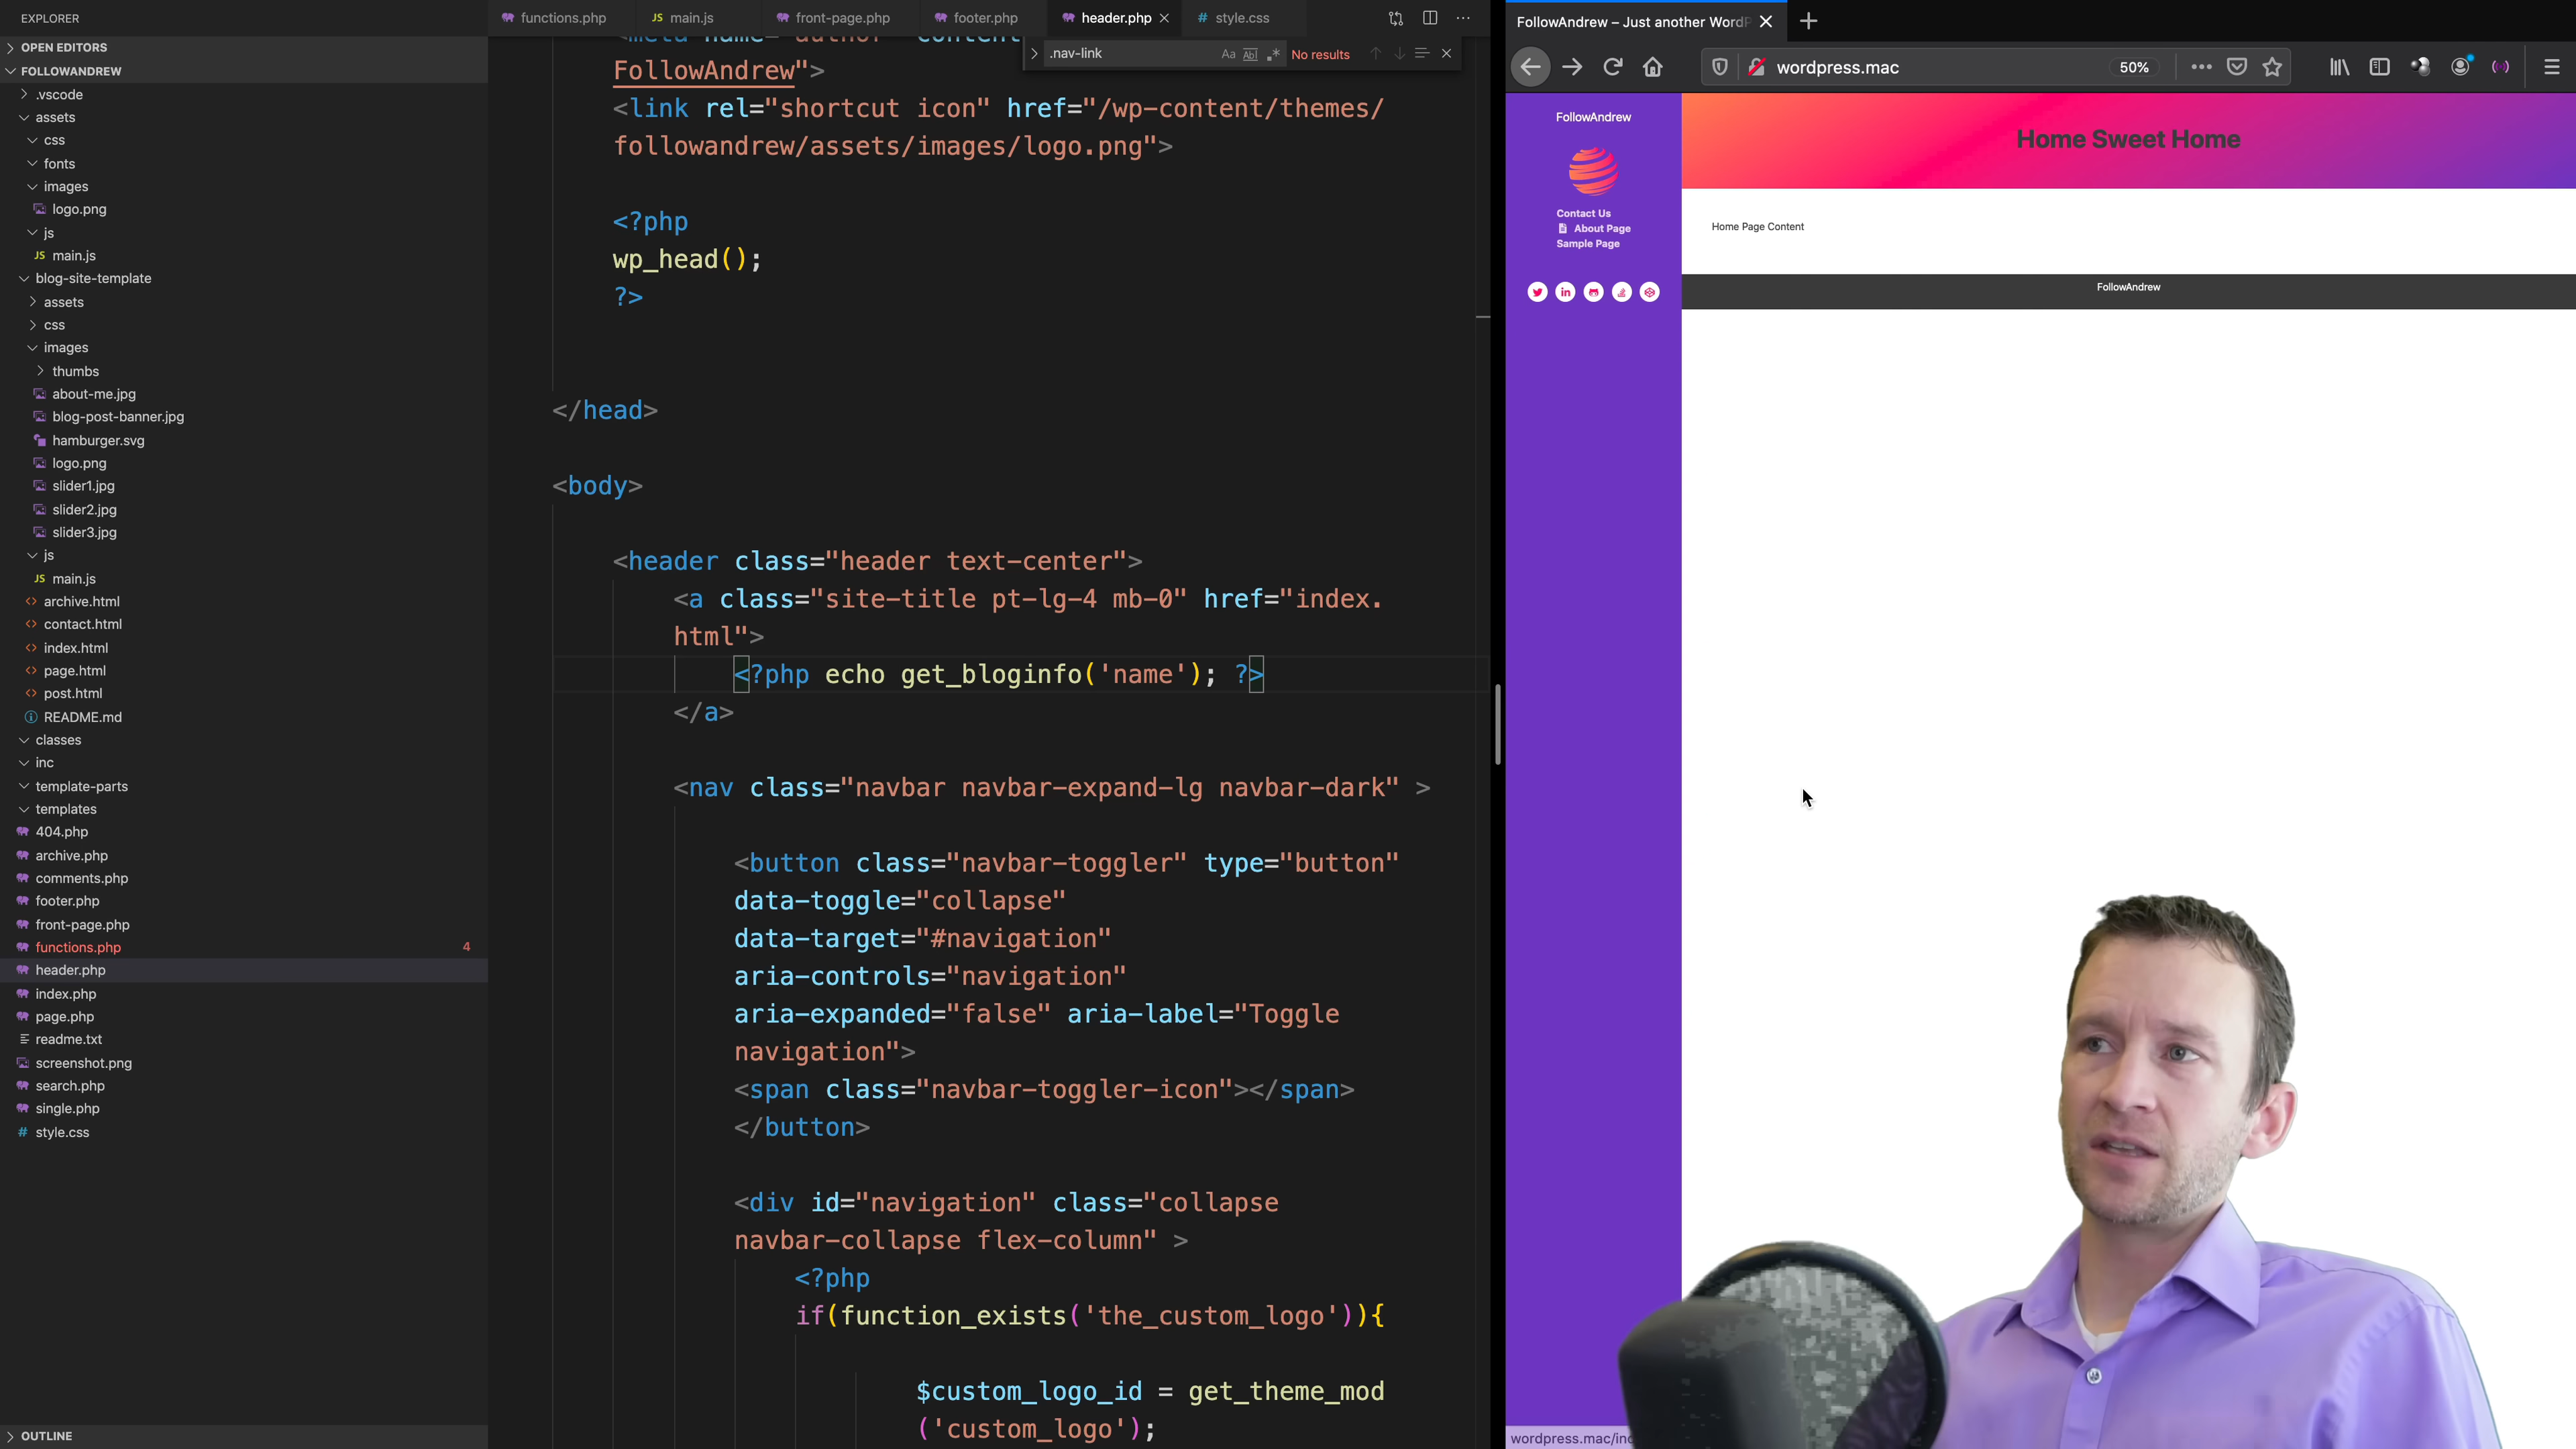 EXPLORER
OPEN EDITORS
FOLLOWANDREW
.vscode
assets
css
fonts
images
logo.png
js
JS main.js
blog-site-template
assets
css
images
thumbs
about-me.jpg
blog-post-banner.jpg
hamburger.svg
logo.png
slider1.jpg
slider2.jpg
slider3.jpg
js
JS main.js
<> archive.html
<> contact.html
<> index.html
<> page.html
<> post.html
README.md
classes
inc
template-parts
templates
404.php
archive.php
comments.php
footer.php
front-page.php
functions.php 4
header.php
index.php
page.php
readme.txt
screenshot.png
search.php
single.php
# style.css
OUTLINE
functions.php
JS main.js
front-page.php
footer.php
header.php
# style.css
.nav-link
Aa Abl .*
No results
<meta name="author" content
FollowAndrew">
<link rel="shortcut icon" href="/wp-content/themes/
followandrew/assets/images/logo.png">
<?php
wp_head();
?>
</head>
<body>
<header class="header text-center">
<a class="site-title pt-lg-4 mb-0" href="index.
html">
<?php echo get_bloginfo('name'); ?>
</a>
<nav class="navbar navbar-expand-lg navbar-dark" >
<button class="navbar-toggler" type="button"
data-toggle="collapse"
data-target="#navigation"
aria-controls="navigation"
aria-expanded="false" aria-label="Toggle
navigation">
<span class="navbar-toggler-icon"></span>
</button>
<div id="navigation" class="collapse
navbar-collapse flex-column" >
<?php
if(function_exists('the_custom_logo')){
$custom_logo_id = get_theme_mod
('custom_logo');
FollowAndrew – Just another WordP
wordpress.mac
50%
FollowAndrew
Contact Us
About Page
Sample Page
Home Sweet Home
Home Page Content
FollowAndrew
wordpress.mac/in